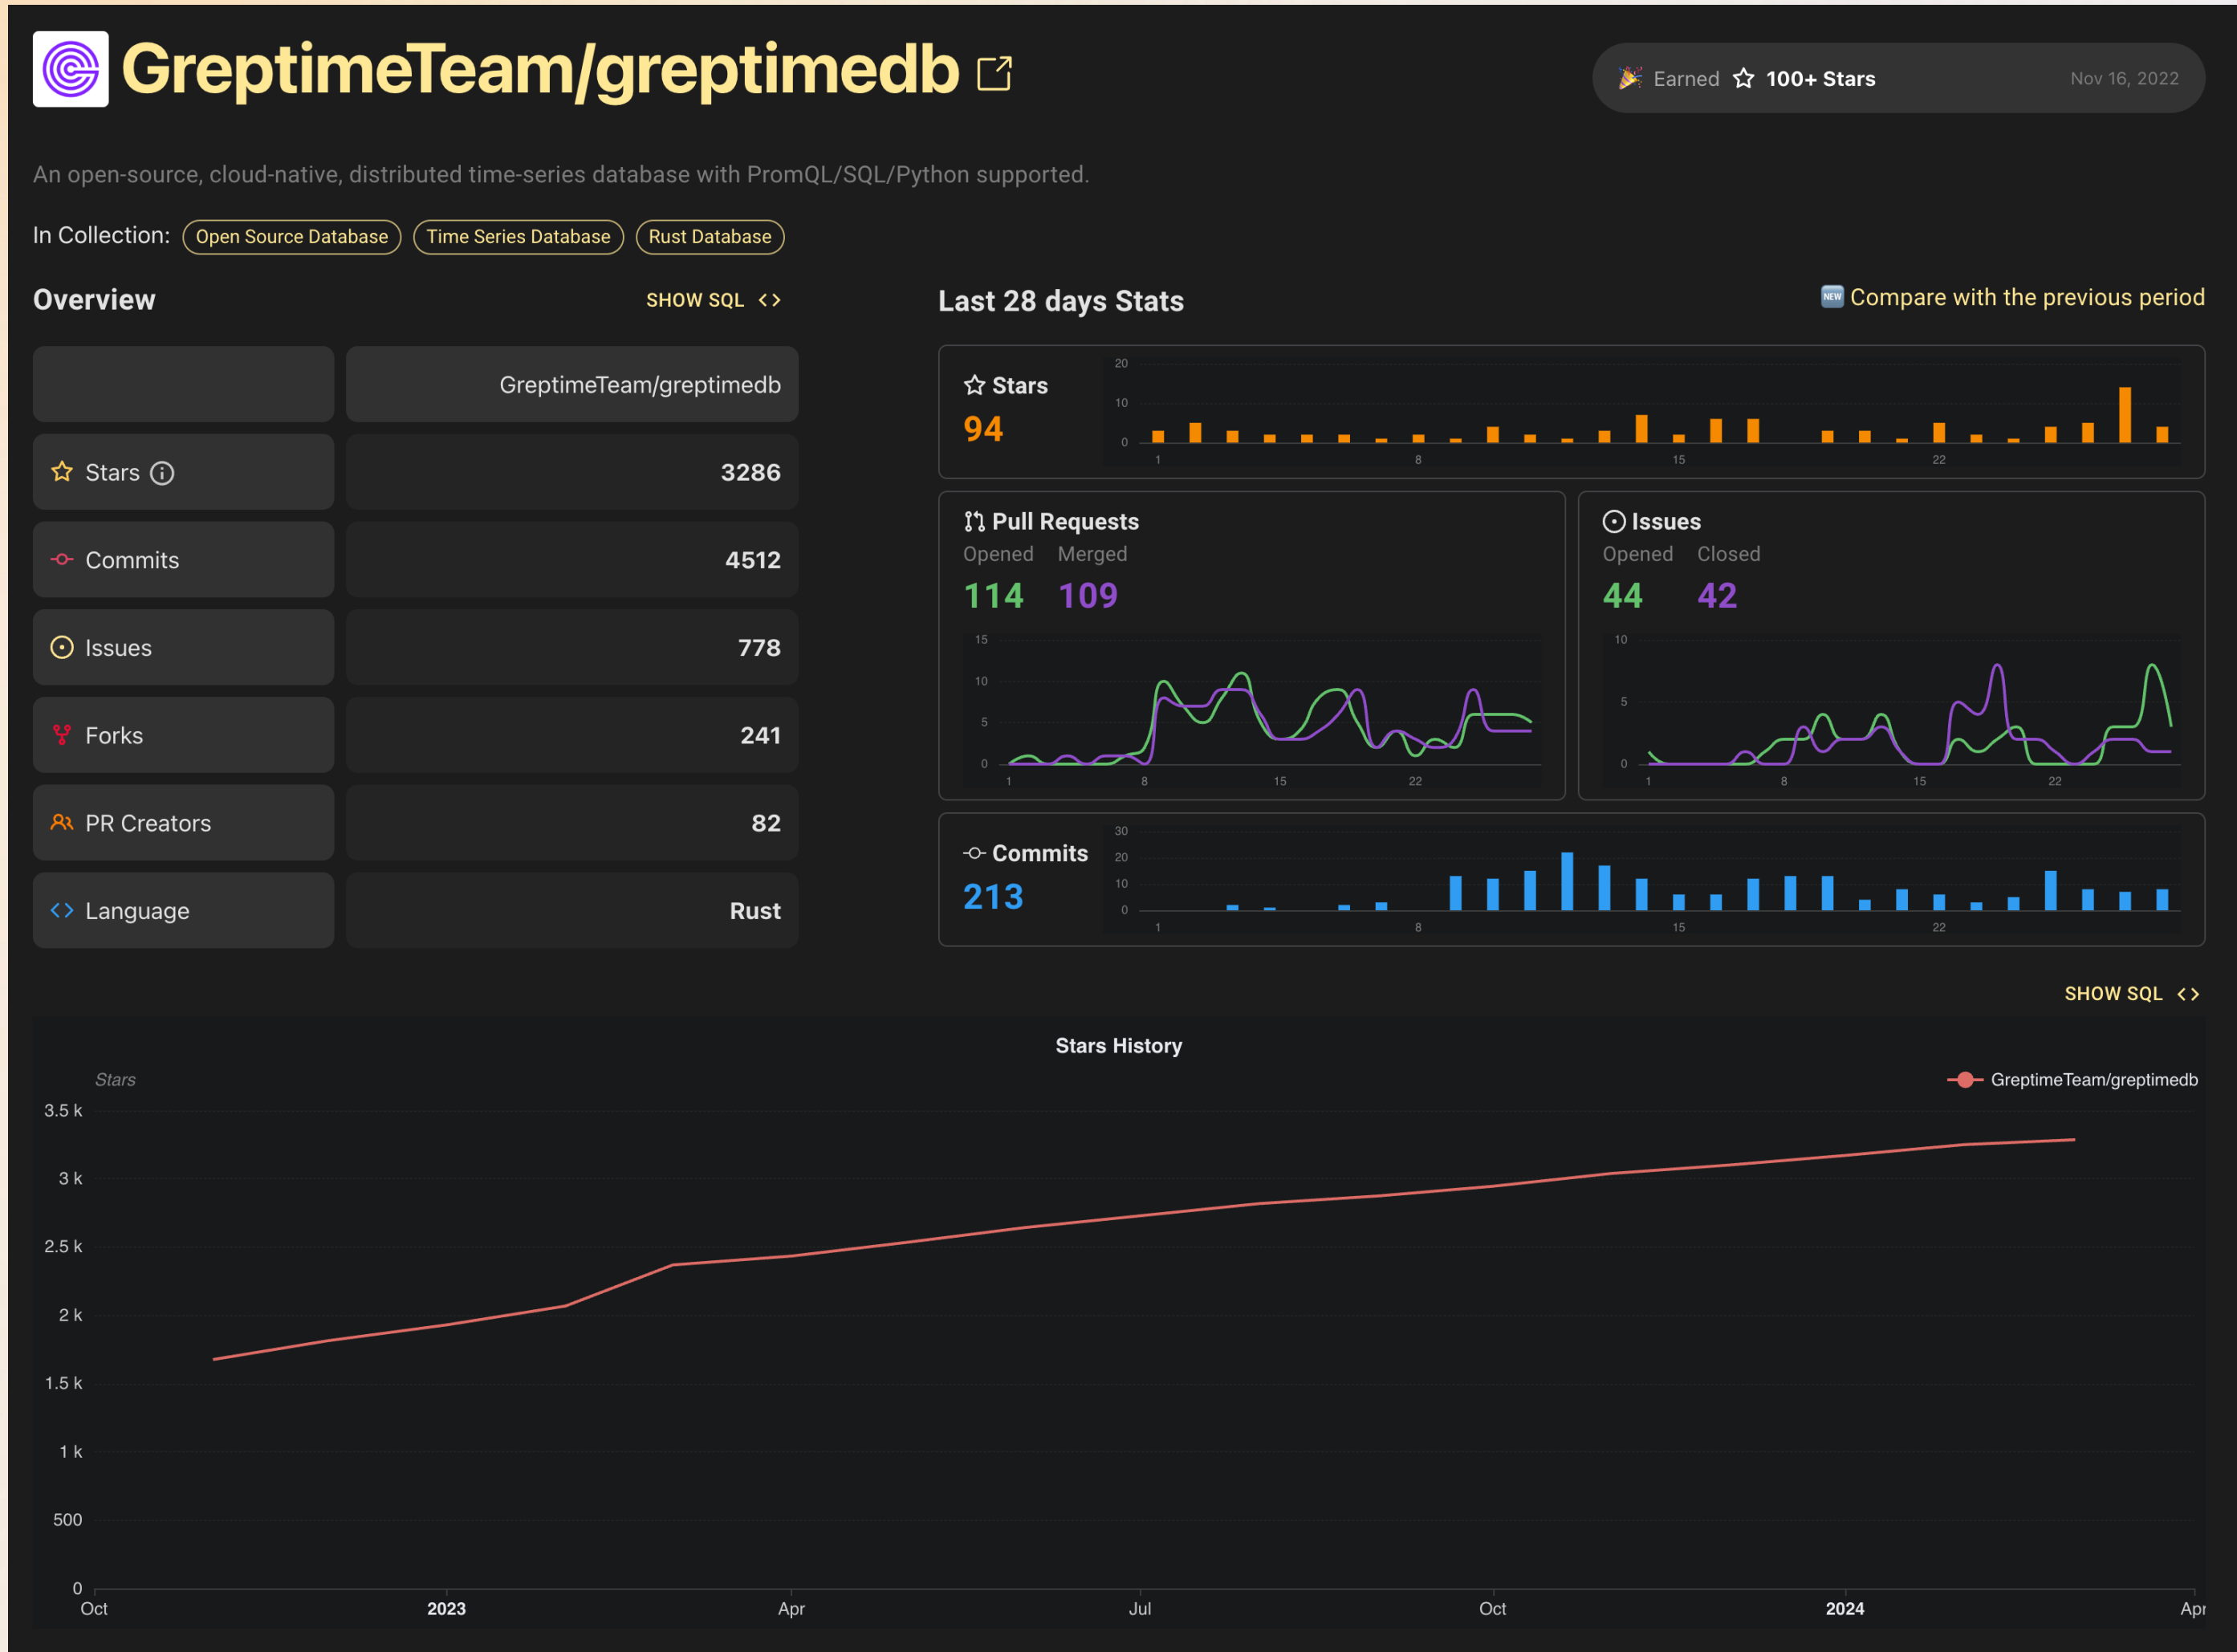 GreptimeTeam/greptimedb
Earned 100+ Stars Nov 16, 2022
An open-source, cloud-native, distributed time-series database with PromQL/SQL/Python supported.
In Collection: Open Source Database Time Series Database Rust Database
Overview SHOW SQL
GreptimeTeam/greptimedb
Stars 3286
Commits 4512
Issues 778
Forks 241
PR Creators 82
Language Rust
Last 28 days Stats
NEW Compare with the previous period
Stars
94
20
10
0
1 8 15 22
Pull Requests
Opened Merged
114 109
15
10
5
0
1 8 15 22
Issues
Opened Closed
44 42
10
5
0
1 8 15 22
Commits
213
30
20
10
0
1 8 15 22
SHOW SQL
Stars History
Stars
GreptimeTeam/greptimedb
3.5 k
3 k
2.5 k
2 k
1.5 k
1 k
500
0
Oct 2023 Apr Jul Oct 2024 Apr